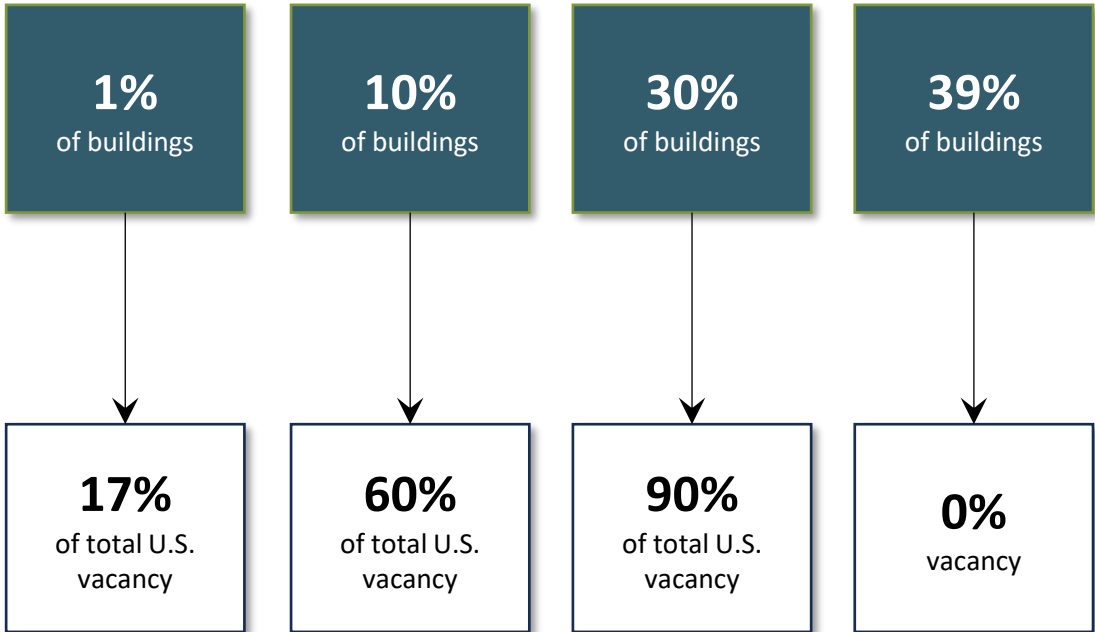 1%
of buildings
10%
of buildings
30%
of buildings
39%
of buildings
17%
of total U.S.
vacancy
60%
of total U.S.
vacancy
90%
of total U.S.
vacancy
0%
vacancy